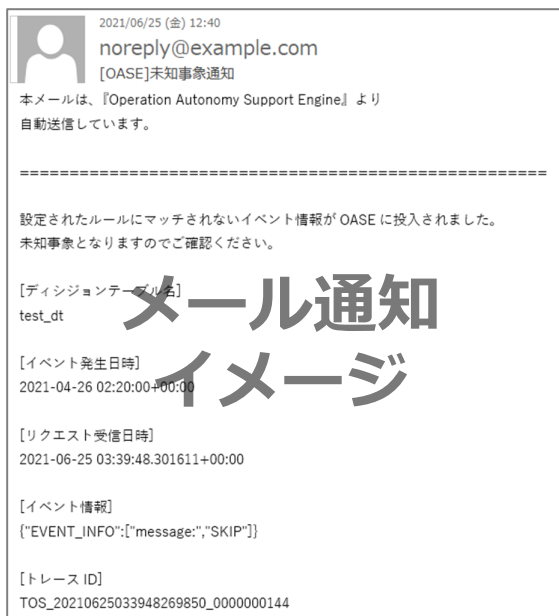 2021/06/25 (金) 12:40
noreply@example.com
[OASE]未知事象通知
本メールは、『Operation Autonomy Support Engine』より
自動送信しています。
======================================================
設定されたルールにマッチされないイベント情報が OASE に投入されました。
未知事象となりますのでご確認ください。
[ディシジョンテーブル名]
test_dt
メール通知
イメージ
[イベント発生日時]
2021-04-26 02:20:00+00:00
[リクエスト受信日時]
2021-06-25 03:39:48.301611+00:00
[イベント情報]
{"EVENT_INFO":["message:","SKIP"]}
[トレース ID]
TOS_20210625033948269850_0000000144